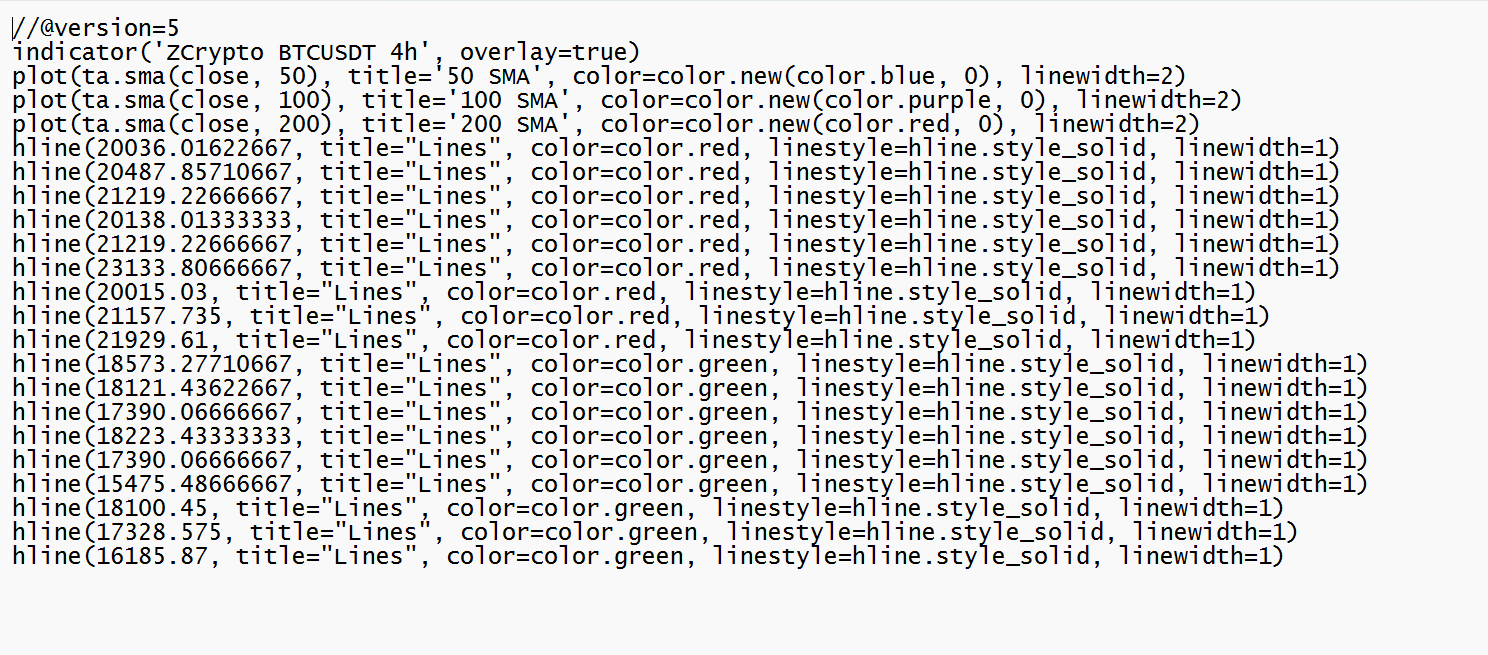 //@version=5
indicator('ZCrypto BTCUSDT 4h', overlay=true)
plot(ta.sma(close, 50), title='50 SMA', color=color.new(color.blue, 0), linewidth=2)
plot(ta.sma(close, 100), title='100 SMA', color=color.new(color.purple, 0), linewidth=2)
plot(ta.sma(close, 200), title='200 SMA', color=color.new(color.red, 0), linewidth=2)
hline(20036.01622667, title="Lines", color=color.red, linestyle=hline.style_solid, linewidth=1)
hline(20487.85710667, title="Lines", color=color.red, linestyle=hline.style_solid, linewidth=1)
hline(21219.22666667, title="Lines", color=color.red, linestyle=hline.style_solid, linewidth=1)
hline(20138.01333333, title="Lines", color=color.red, linestyle=hline.style_solid, linewidth=1)
hline(21219.22666667, title="Lines", color=color.red, linestyle=hline.style_solid, linewidth=1)
hline(23133.80666667, title="Lines", color=color.red, linestyle=hline.style_solid, linewidth=1)
hline(20015.03, title="Lines", color=color.red, linestyle=hline.style_solid, linewidth=1)
hline(21157.735, title="Lines", color=color.red, linestyle=hline.style_solid, linewidth=1)
hline(21929.61, title="Lines", color=color.red, linestyle=hline.style_solid, linewidth=1)
hline(18573.27710667, title="Lines", color=color.green, linestyle=hline.style_solid, linewidth=1)
hline(18121.43622667, title="Lines", color=color.green, linestyle=hline.style_solid, linewidth=1)
hline(17390.06666667, title="Lines", color=color.green, linestyle=hline.style_solid, linewidth=1)
hline(18223.43333333, title="Lines", color=color.green, linestyle=hline.style_solid, linewidth=1)
hline(17390.06666667, title="Lines", color=color.green, linestyle=hline.style_solid, linewidth=1)
hline(15475.48666667, title="Lines", color=color.green, linestyle=hline.style_solid, linewidth=1)
hline(18100.45, title="Lines", color=color.green, linestyle=hline.style_solid, linewidth=1)
hline(17328.575, title="Lines", color=color.green, linestyle=hline.style_solid, linewidth=1)
hline(16185.87, title="Lines", color=color.green, linestyle=hline.style_solid, linewidth=1)